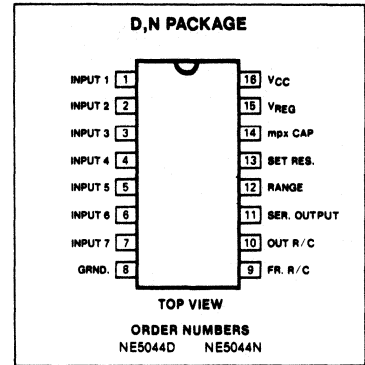 D,N PACKAGE
INPUT 1 1 16 VCC
INPUT 2 2 15 VREG
INPUT 3 3 14 mpx CAP
INPUT 4 4 13 SET RES.
INPUT 5 5 12 RANGE
INPUT 6 6 11 SER. OUTPUT
INPUT 7 7 10 OUT R/C
GRND. 8 9 FR. R/C
TOP VIEW
ORDER NUMBERS
NE5044D NE5044N